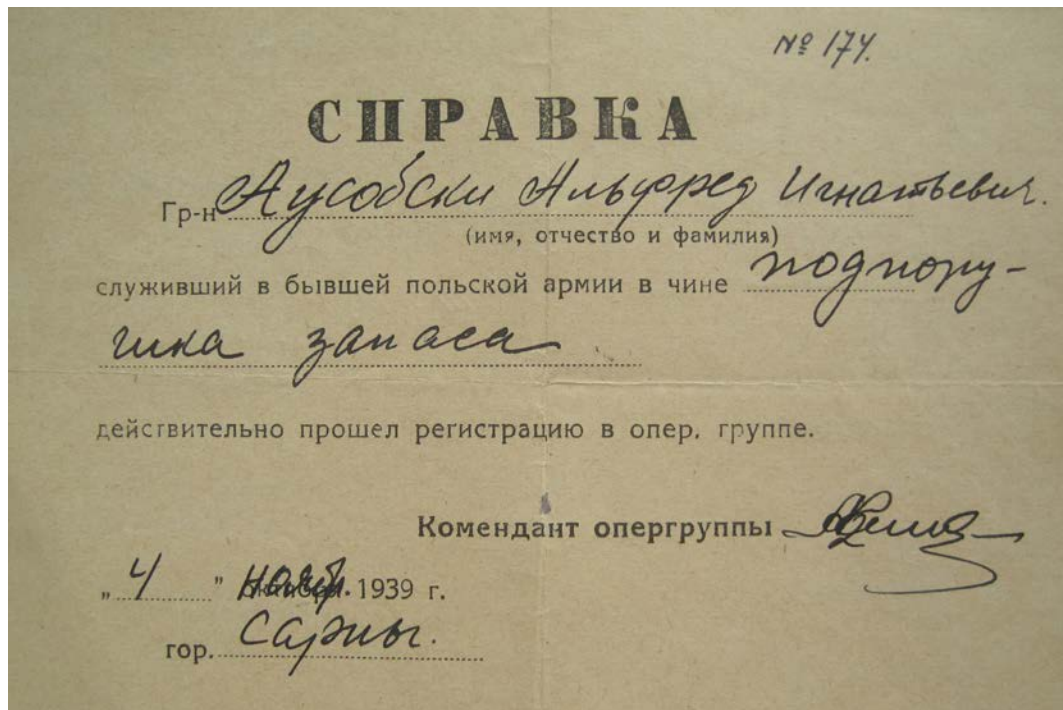 № 174.
СПРАВКА
Гр-н Аусобски Альфред Игнатьевич.
(имя, отчество и фамилия)
служивший в бывшей польской армии в чине подпору-
чика запаса
действительно прошел регистрацию в опер. группе.
Комендант опергруппы
„4" нояб. 1939 г.
гор. Сарны.